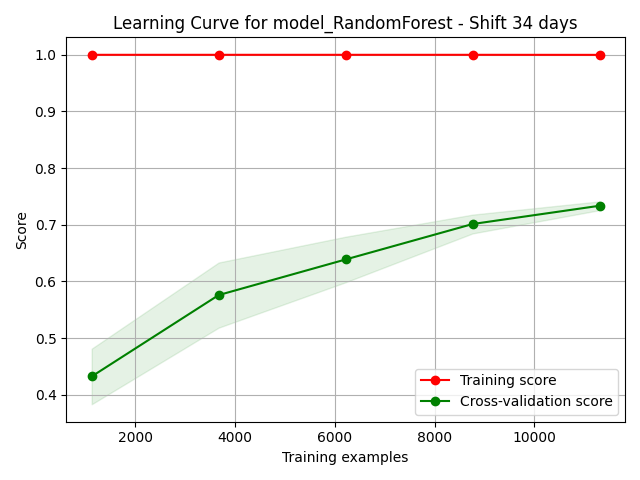 Learning Curve for model_RandomForest - Shift 34 days
1.0
0.9
0.8
0.7
0.6
0.5
0.4
Score
2000 4000 6000 8000 10000
Training examples
Training score
Cross-validation score